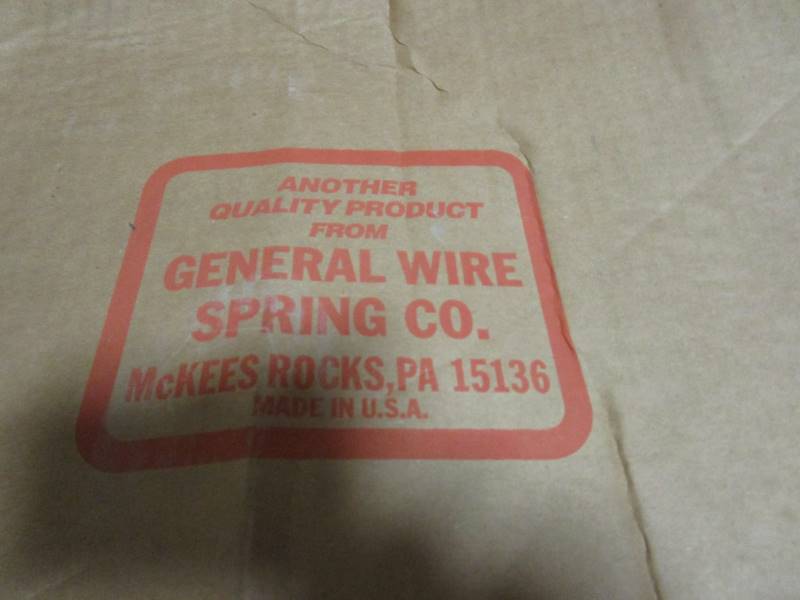 ANOTHER
QUALITY PRODUCT
FROM
GENERAL WIRE
SPRING CO.
McKEES ROCKS, PA 15136
MADE IN U.S.A.